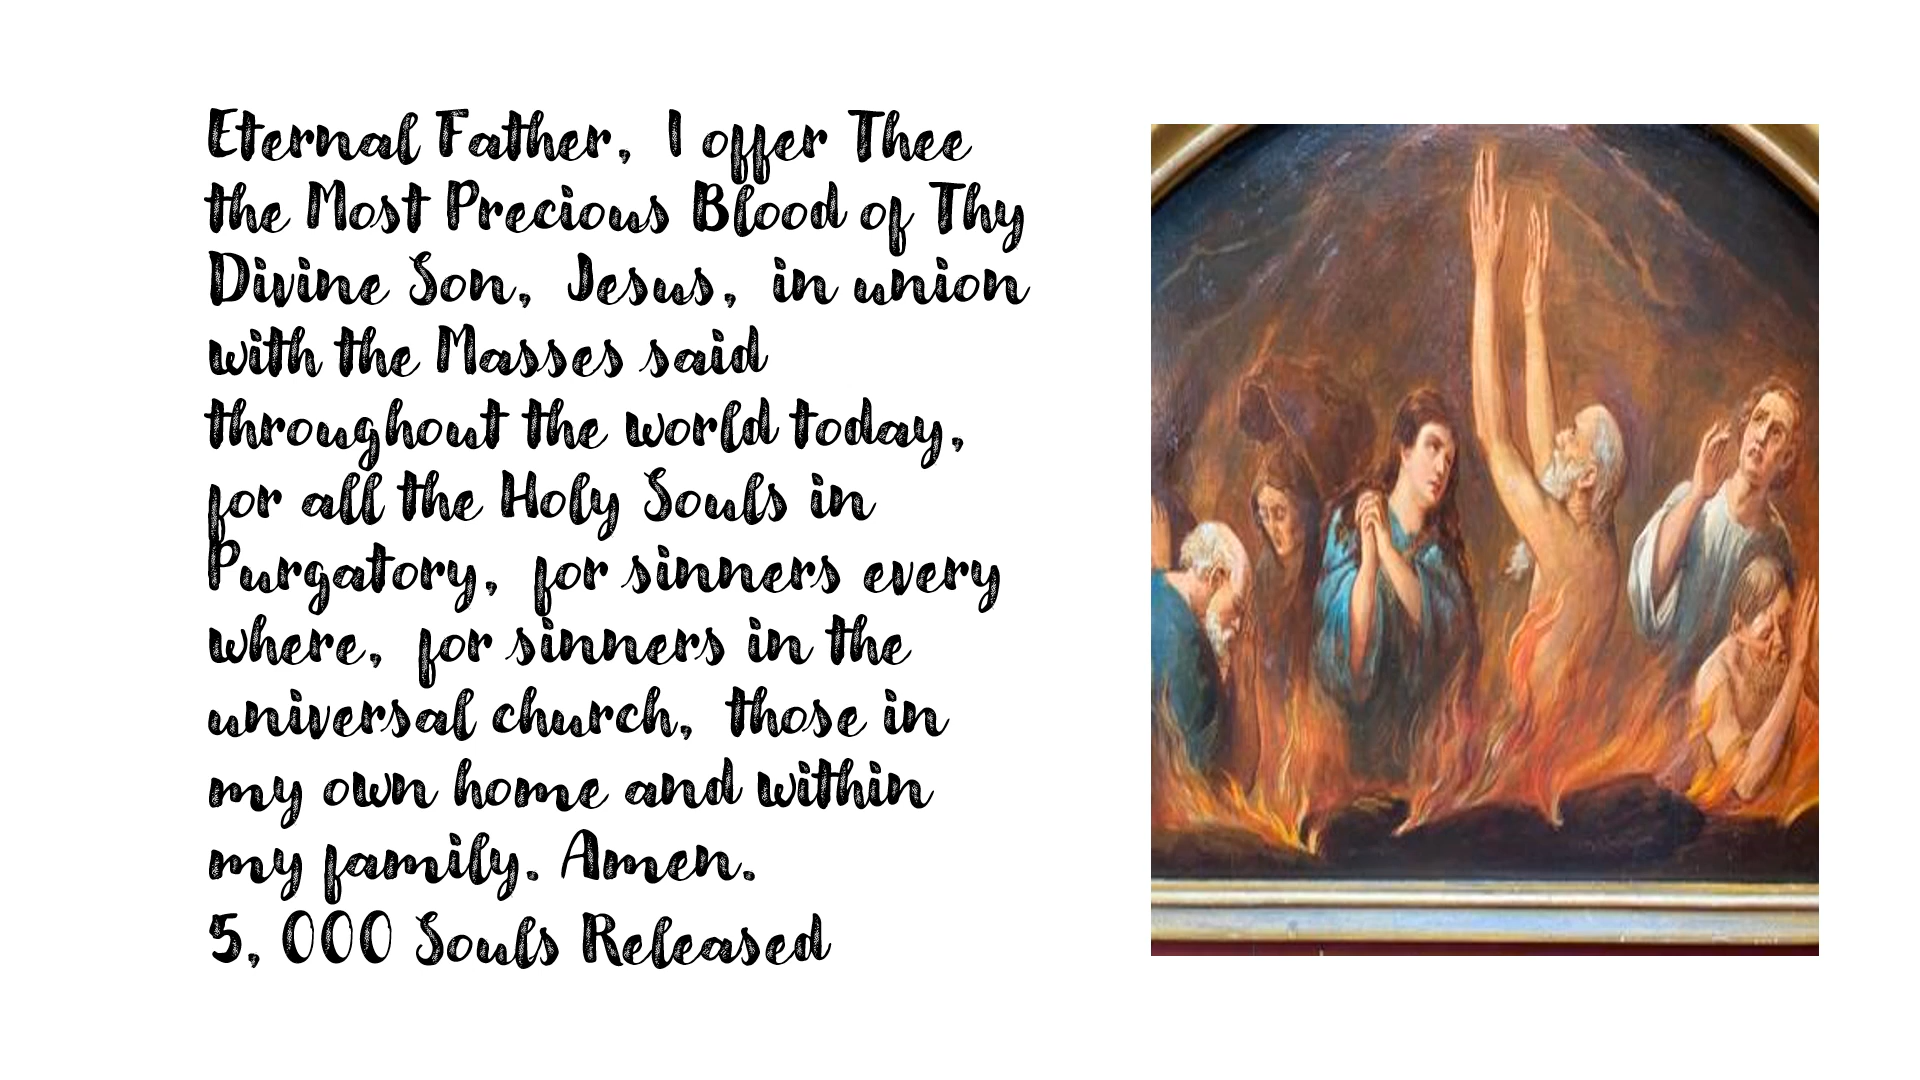 Eternal Father, I offer Thee
the Most Precious Blood of Thy
Divine Son, Jesus, in union
with the Masses said
throughout the world today,
for all the Holy Souls in
Purgatory, for sinners every
where, for sinners in the
universal church, those in
my own home and within
my family. Amen.
5, 000 Souls Released